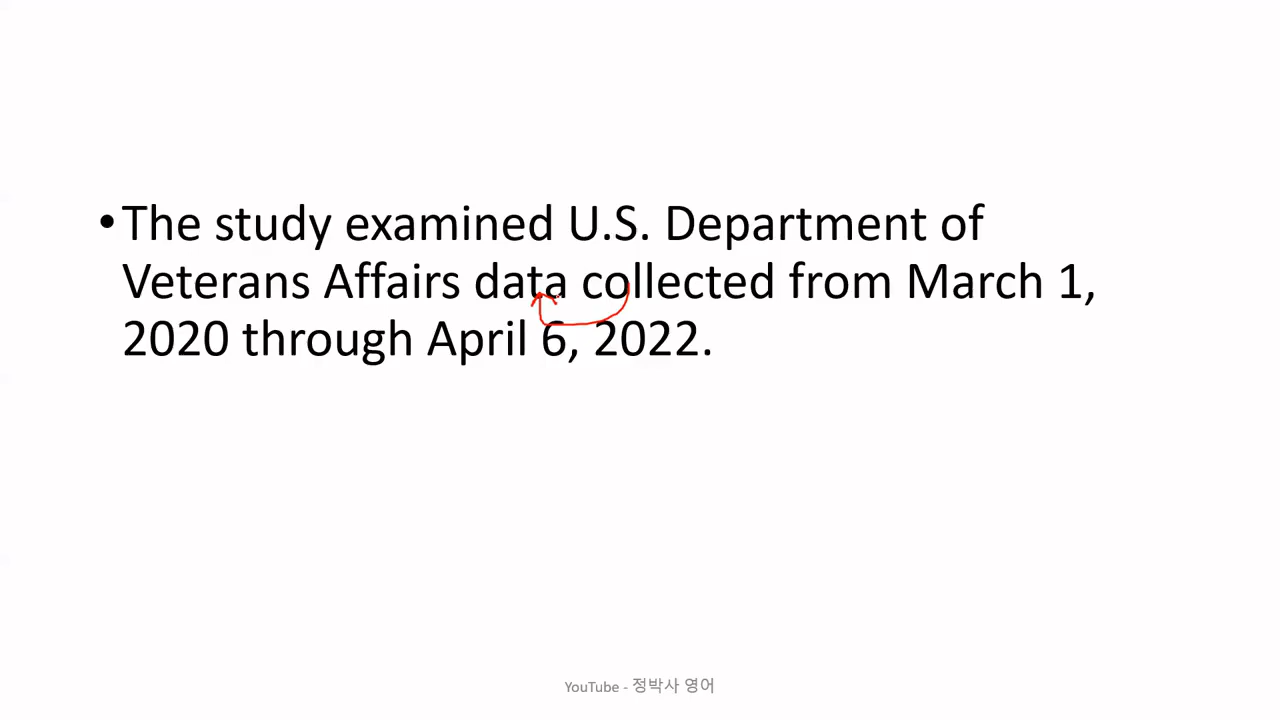 •The study examined U.S. Department of
Veterans Affairs data collected from March 1,
2020 through April 6, 2022.
YouTube - 정박사 영어